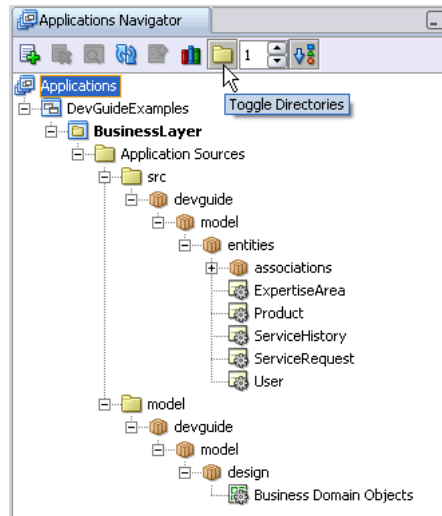 Applications Navigator
1
Applications
Toggle Directories
DevGuideExamples
BusinessLayer
Application Sources
src
devguide
model
entities
associations
ExpertiseArea
Product
ServiceHistory
ServiceRequest
User
model
devguide
model
design
Business Domain Objects